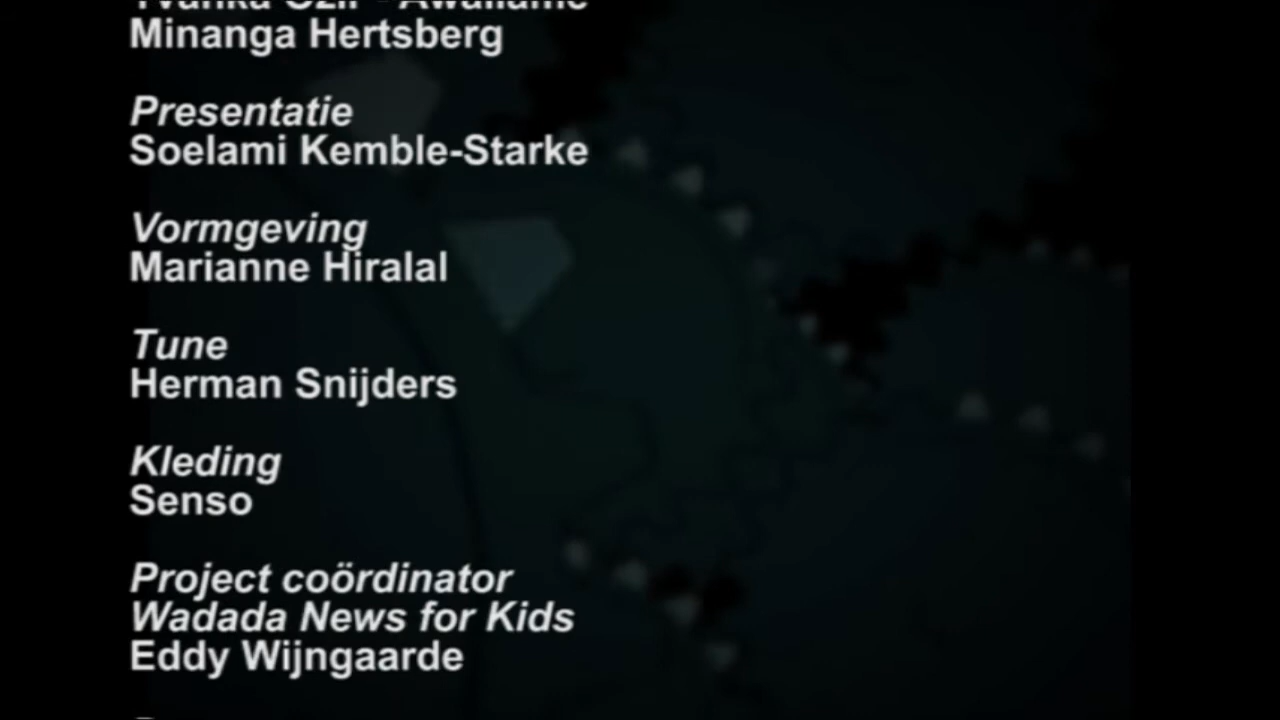 Minanga Hertsberg
Presentatie
Soelami Kemble-Starke
Vormgeving
Marianne Hiralal
Tune
Herman Snijders
Kleding
Senso
Project coördinator
Wadada News for Kids
Eddy Wijngaarde